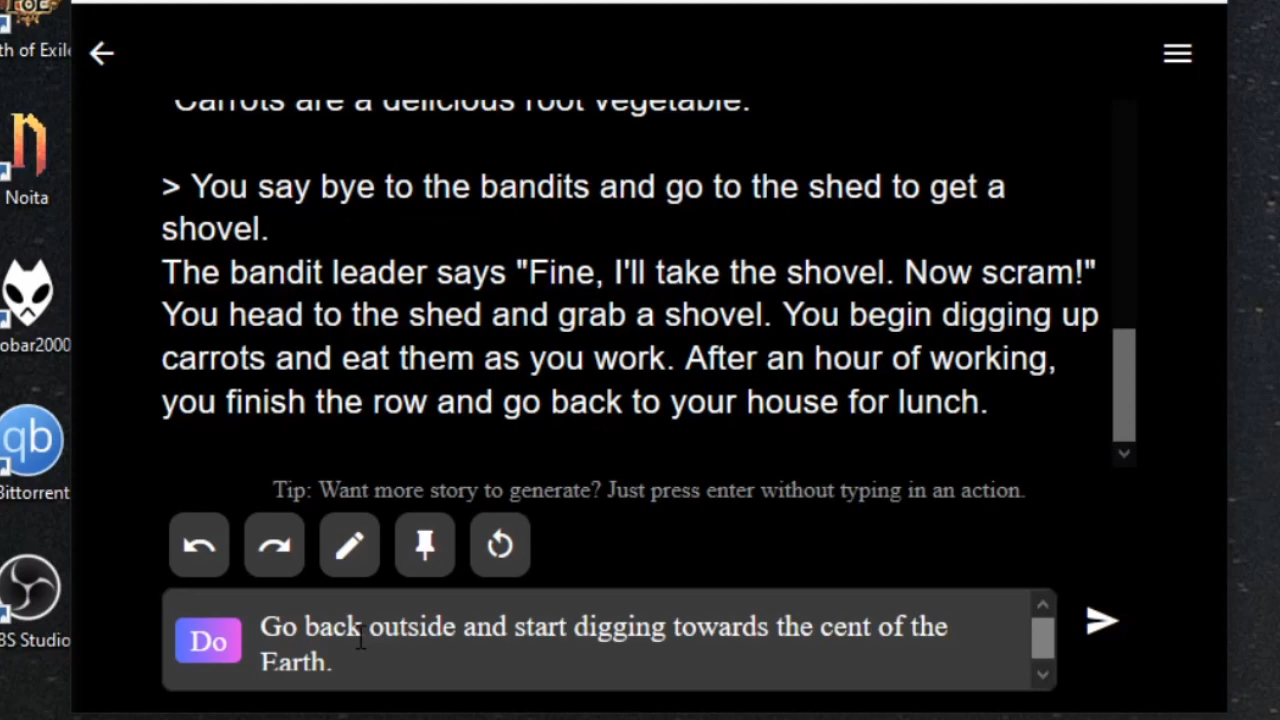 th of Exile
Noita
obar2000
Bittorrent
BS Studio
Carrots are a delicious root vegetable.
> You say bye to the bandits and go to the shed to get a
shovel.
The bandit leader says "Fine, I'll take the shovel. Now scram!"
You head to the shed and grab a shovel. You begin digging up
carrots and eat them as you work. After an hour of working,
you finish the row and go back to your house for lunch.
Tip: Want more story to generate? Just press enter without typing in an action.
Do
Go back outside and start digging towards the cent of the
Earth.
qb